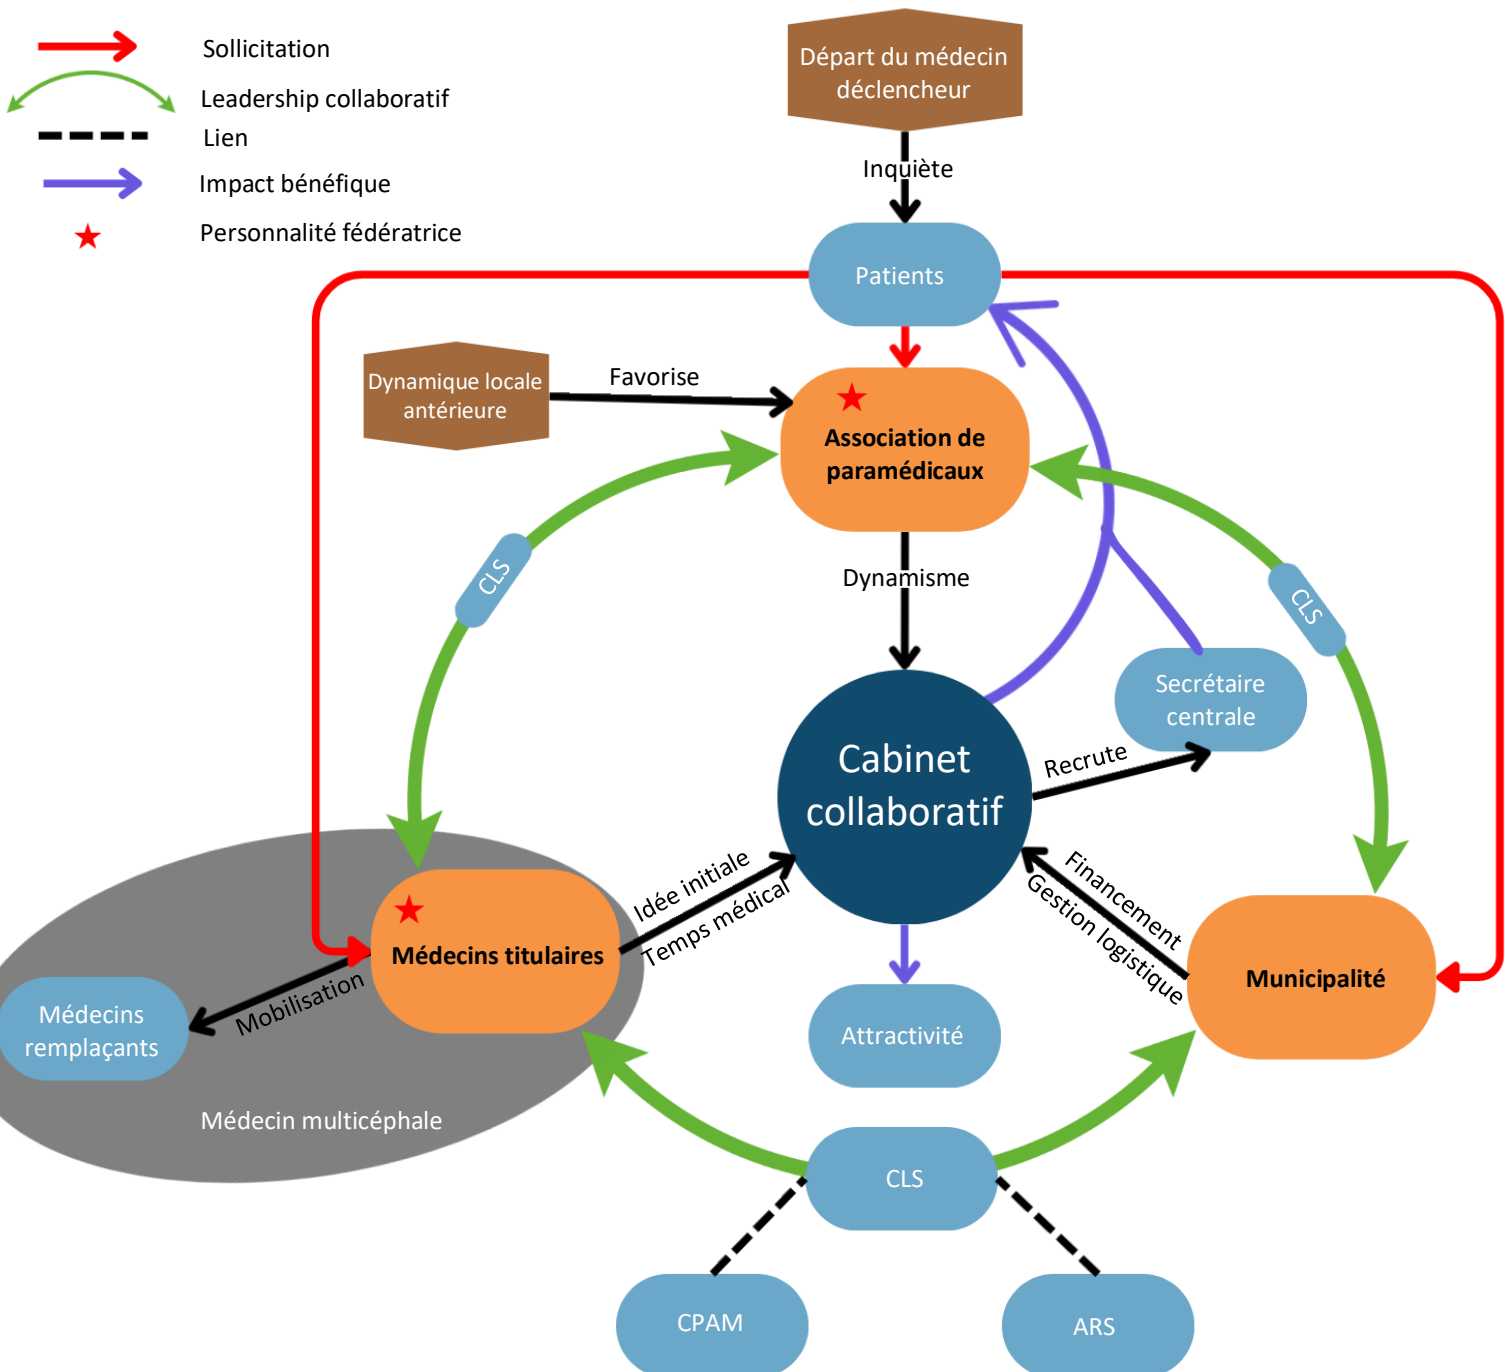 Sollicitation
Leadership collaboratif
Lien
Impact bénéfique
Personnalité fédératrice
Départ du médecin
déclencheur
Inquiète
Patients
Dynamique locale
antérieure
Favorise
Association de
paramédicaux
CLS
CLS
Dynamisme
Secrétaire
centrale
Cabinet
collaboratif
Recrute
Idée initiale
Temps médical
Financement
Gestion logistique
Médecins titulaires
Municipalité
Mobilisation
Médecins
remplaçants
Attractivité
Médecin multicéphale
CLS
CPAM
ARS